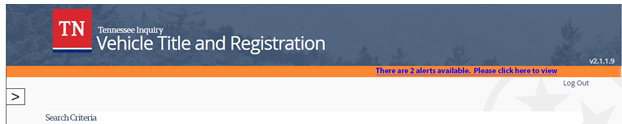 TN
Tennessee Inquiry
Vehicle Title and Registration
v2.1.1.9
There are 2 alerts available. Please click here to view
Log Out
>
Search Criteria